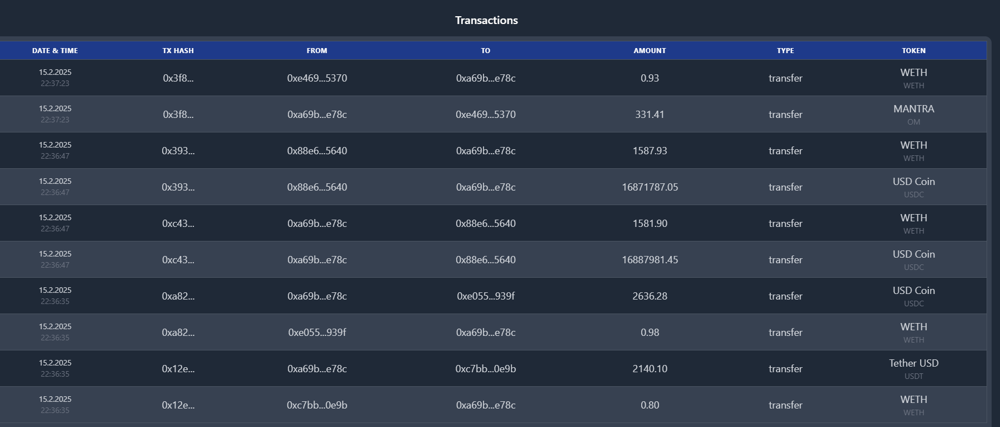 Transactions
DATE & TIME TX HASH FROM TO AMOUNT TYPE TOKEN
15.2.2025 22:37:23 0x3f8... 0xe469...5370 0xa69b...e78c 0.93 transfer WETH WETH
15.2.2025 22:37:23 0x3f8... 0xa69b...e78c 0xe469...5370 331.41 transfer MANTRA OM
15.2.2025 22:36:47 0x393... 0x88e6...5640 0xa69b...e78c 1587.93 transfer WETH WETH
15.2.2025 22:36:47 0x393... 0x88e6...5640 0xa69b...e78c 16871787.05 transfer USD Coin USDC
15.2.2025 22:36:47 0xc43... 0xa69b...e78c 0x88e6...5640 1581.90 transfer WETH WETH
15.2.2025 22:36:47 0xc43... 0xa69b...e78c 0x88e6...5640 16887981.45 transfer USD Coin USDC
15.2.2025 22:36:35 0xa82... 0xa69b...e78c 0xe055...939f 2636.28 transfer USD Coin USDC
15.2.2025 22:36:35 0xa82... 0xe055...939f 0xa69b...e78c 0.98 transfer WETH WETH
15.2.2025 22:36:35 0x12e... 0xa69b...e78c 0xc7bb...0e9b 2140.10 transfer Tether USD USDT
15.2.2025 22:36:35 0x12e... 0xc7bb...0e9b 0xa69b...e78c 0.80 transfer WETH WETH